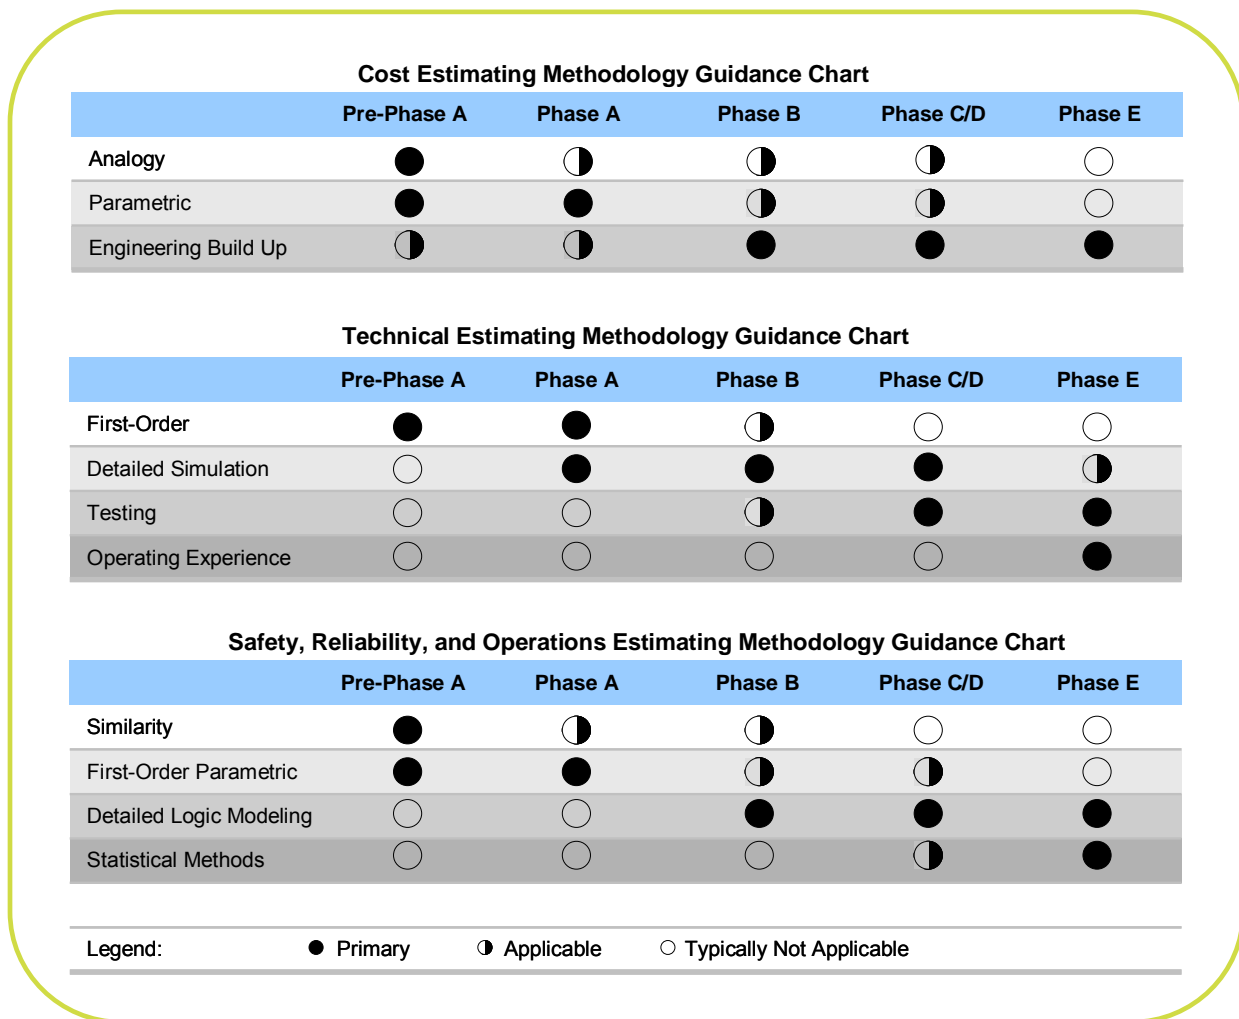 Cost Estimating Methodology Guidance Chart
Pre-Phase A Phase A Phase B Phase C/D Phase E
Analogy
Parametric
Engineering Build Up
Technical Estimating Methodology Guidance Chart
Pre-Phase A Phase A Phase B Phase C/D Phase E
First-Order
Detailed Simulation
Testing
Operating Experience
Safety, Reliability, and Operations Estimating Methodology Guidance Chart
Pre-Phase A Phase A Phase B Phase C/D Phase E
Similarity
First-Order Parametric
Detailed Logic Modeling
Statistical Methods
Legend: Primary Applicable Typically Not Applicable